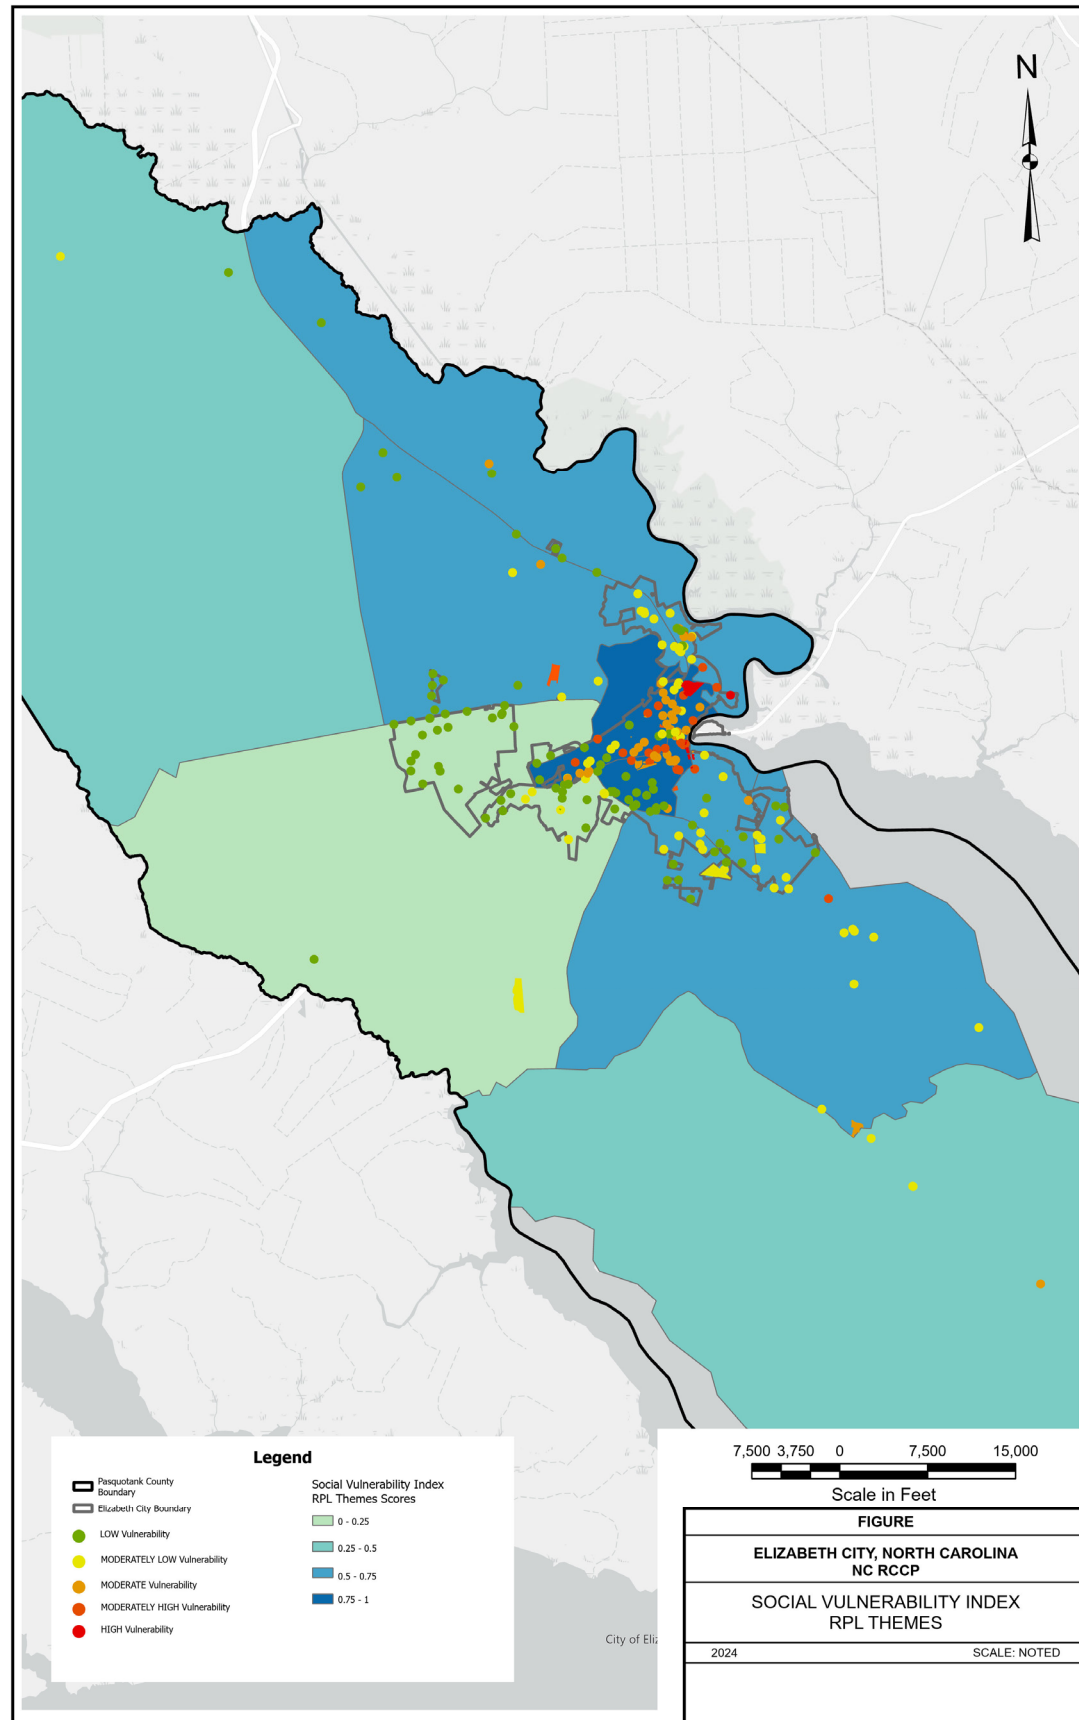 N
Legend
Pasquotank County
Boundary
Elizabeth City Boundary
LOW Vulnerability
MODERATELY LOW Vulnerability
MODERATE Vulnerability
MODERATELY HIGH Vulnerability
HIGH Vulnerability
Social Vulnerability Index
RPL Themes Scores
0 - 0.25
0.25 - 0.5
0.5 - 0.75
0.75 - 1
City of Eliz
7,500 3,750 0 7,500 15,000
Scale in Feet
FIGURE
ELIZABETH CITY, NORTH CAROLINA
NC RCCP
SOCIAL VULNERABILITY INDEX
RPL THEMES
2024 SCALE: NOTED